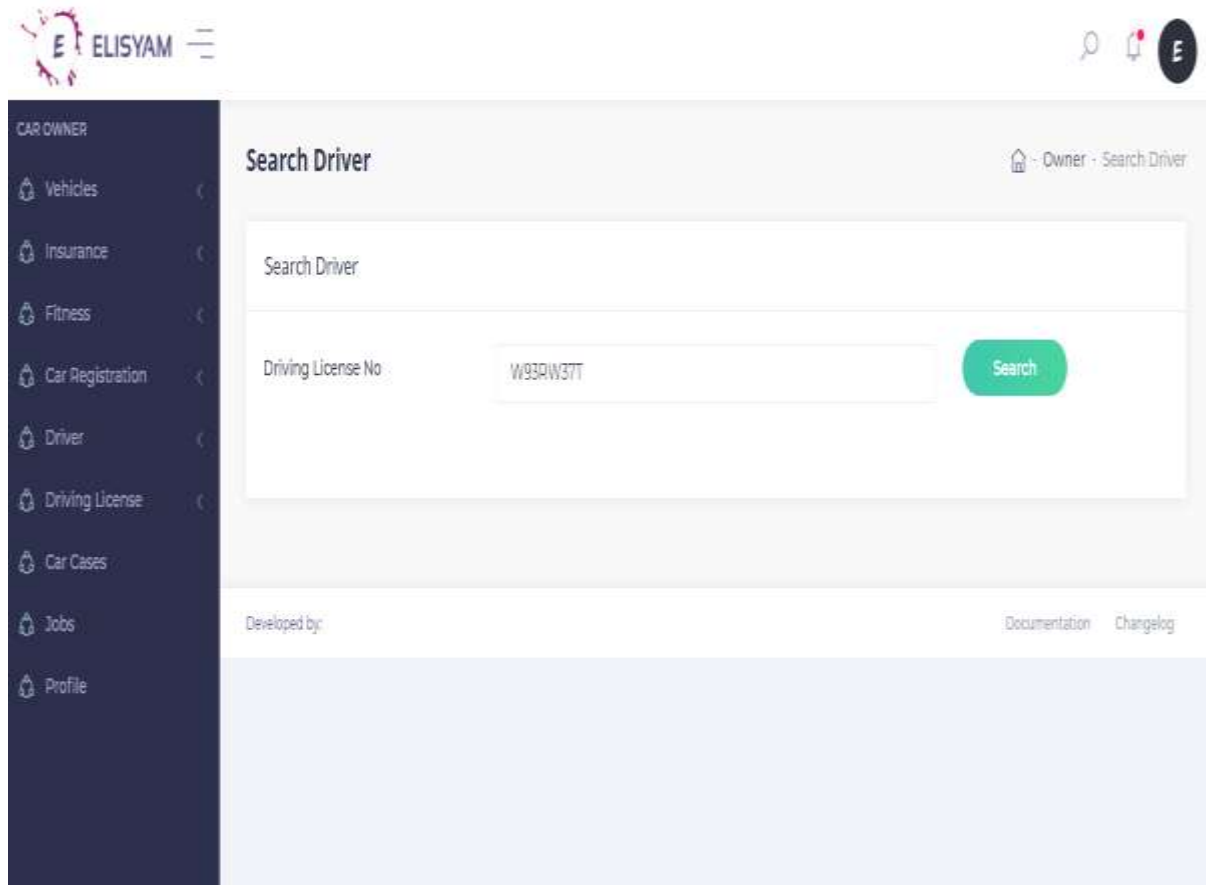 E ELISYAM
E
CAR OWNER
Vehicles
Insurance
Fitness
Car Registration
Driver
Driving License
Car Cases
Jobs
Profile
Search Driver
- Owner - Search Driver
Search Driver
Driving License No
W93RW37T
Search
Developed by:
Documentation Changelog